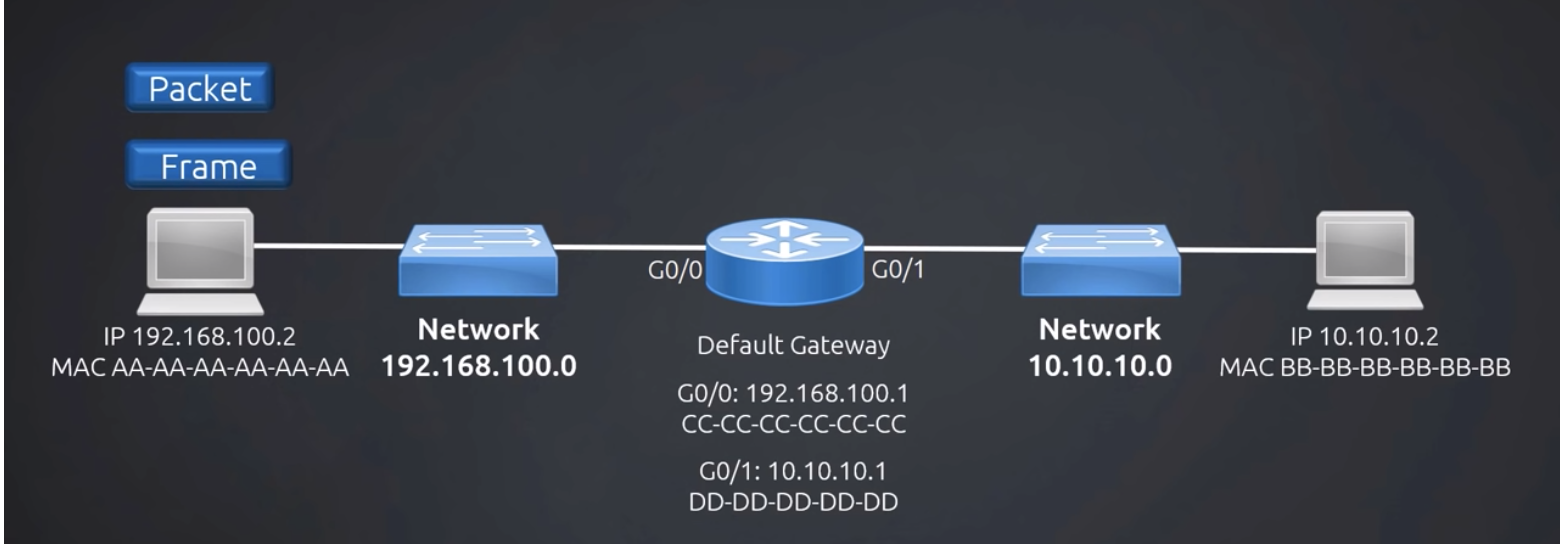 Packet
Frame
G0/0
G0/1
IP 192.168.100.2
MAC AA-AA-AA-AA-AA-AA
Network
192.168.100.0
Default Gateway
G0/0: 192.168.100.1
CC-CC-CC-CC-CC-CC
G0/1: 10.10.10.1
DD-DD-DD-DD-DD
Network
10.10.10.0
IP 10.10.10.2
MAC BB-BB-BB-BB-BB-BB